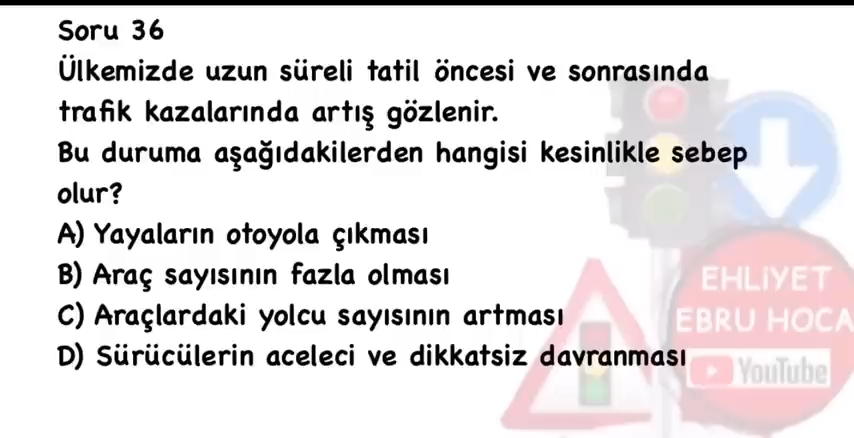 Soru 36
Ülkemizde uzun süreli tatil öncesi ve sonrasında
trafik kazalarında artış gözlenir.
Bu duruma aşağıdakilerden hangisi kesinlikle sebep
olur?
A) Yayaların otoyola çıkması
B) Araç sayısının fazla olması
C) Araçlardaki yolcu sayısının artması
D) Sürücülerin aceleci ve dikkatsiz davranması
EHLİYET
EBRU HOCA
YouTube